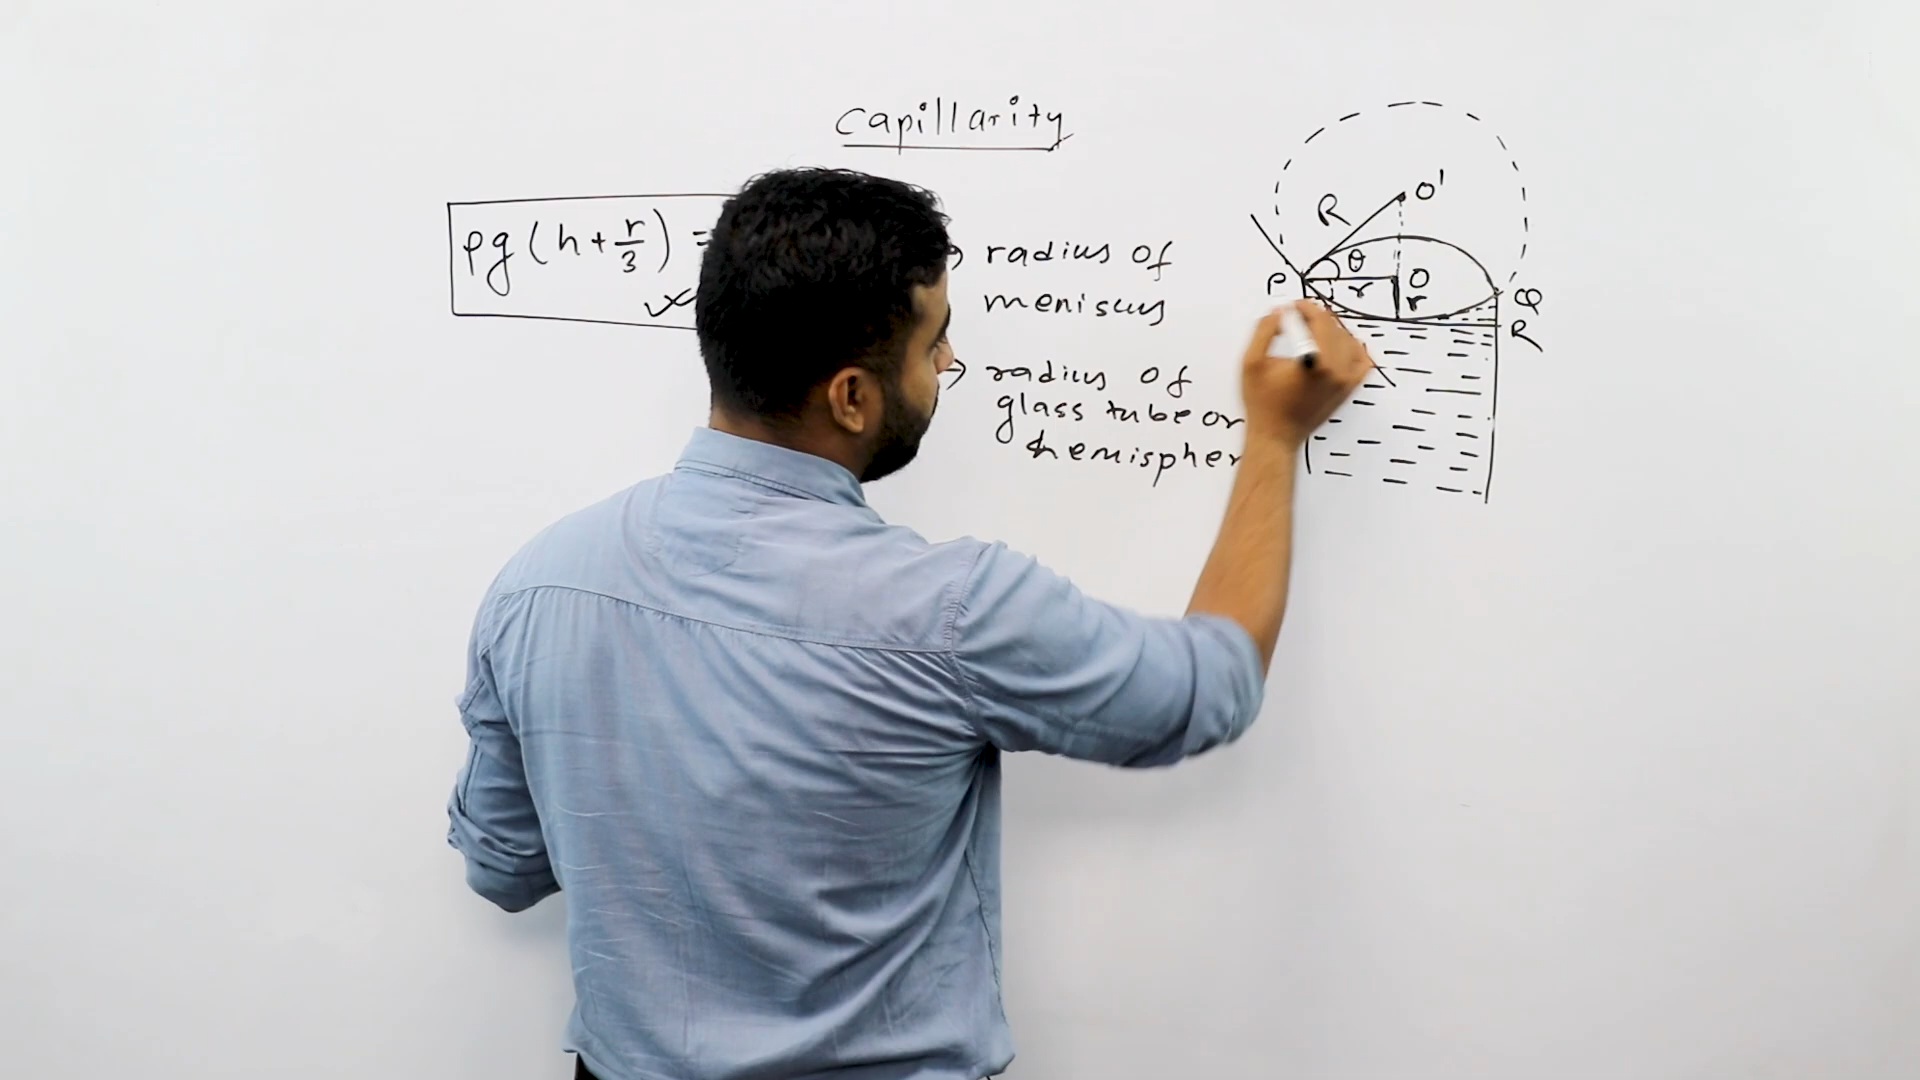 Capillarity
ρg(h+r/3) =
→ radius of
meniscus
→ radius of
glass tube or
hemispher
O'
R
θ
P
r
O
r
Q
R